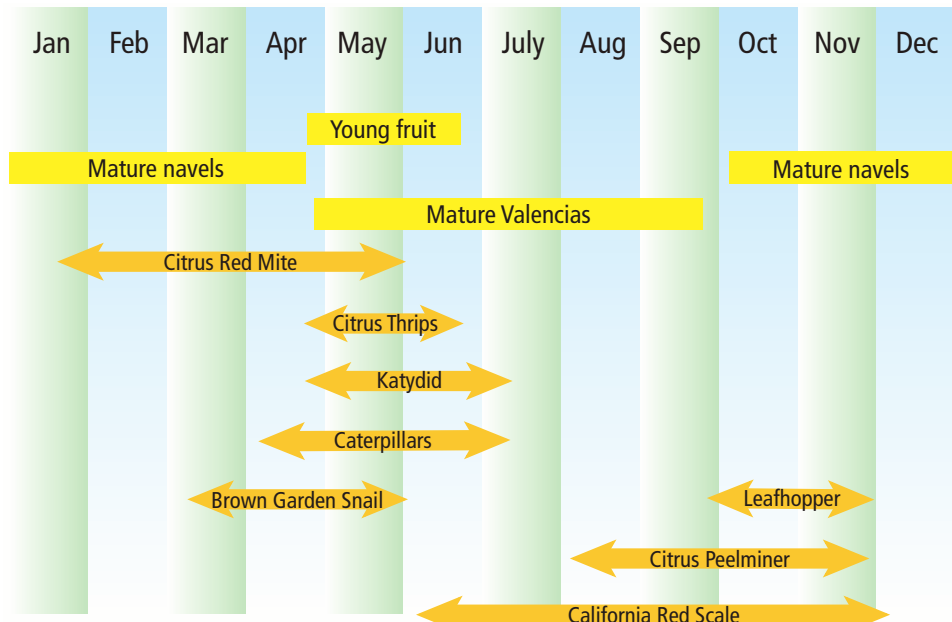 Jan Feb Mar Apr May Jun July Aug Sep Oct Nov Dec
Young fruit
Mature navels Mature navels
Mature Valencias
Citrus Red Mite
Citrus Thrips
Katydid
Caterpillars
Brown Garden Snail Leafhopper
Citrus Peelminer
California Red Scale